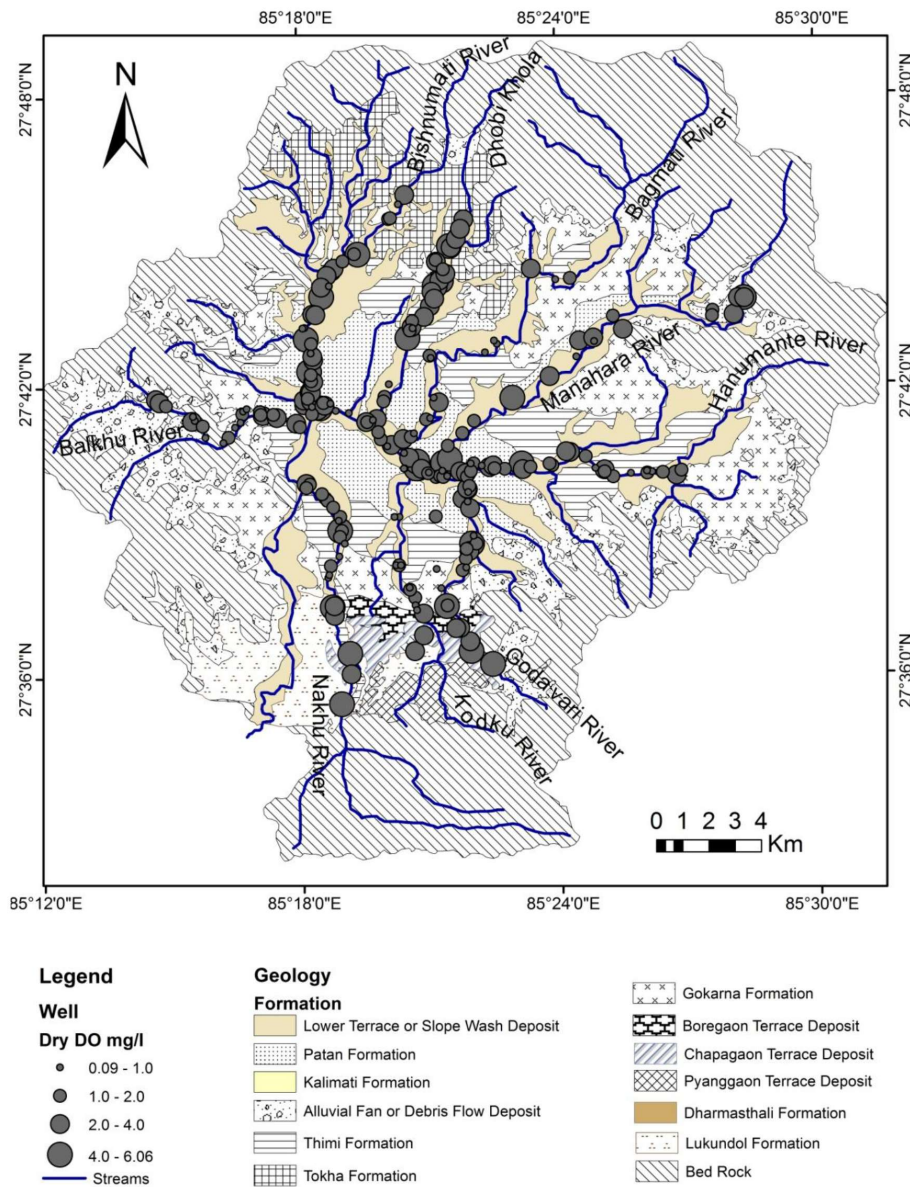 85°18'0"E
85°24'0"E
85°30'0"E
27°48'0"N
27°48'0"N
N
Bishnumati River
Dhobi Khola
Bagmati River
27°42'0"N
27°42'0"N
Manahara River
Hanumante River
Balkhu River
27°36'0"N
27°36'0"N
Nakhu River
Kodku River
Godavari River
0 1 2 3 4
Km
85°12'0"E
85°18'0"E
85°24'0"E
85°30'0"E
Legend
Well
Dry DO mg/l
0.09 - 1.0
1.0 - 2.0
2.0 - 4.0
4.0 - 6.06
Streams
Geology
Formation
Lower Terrace or Slope Wash Deposit
Patan Formation
Kalimati Formation
Alluvial Fan or Debris Flow Deposit
Thimi Formation
Tokha Formation
Gokarna Formation
Boregaon Terrace Deposit
Chapagaon Terrace Deposit
Pyanggaon Terrace Deposit
Dharmasthali Formation
Lukundol Formation
Bed Rock